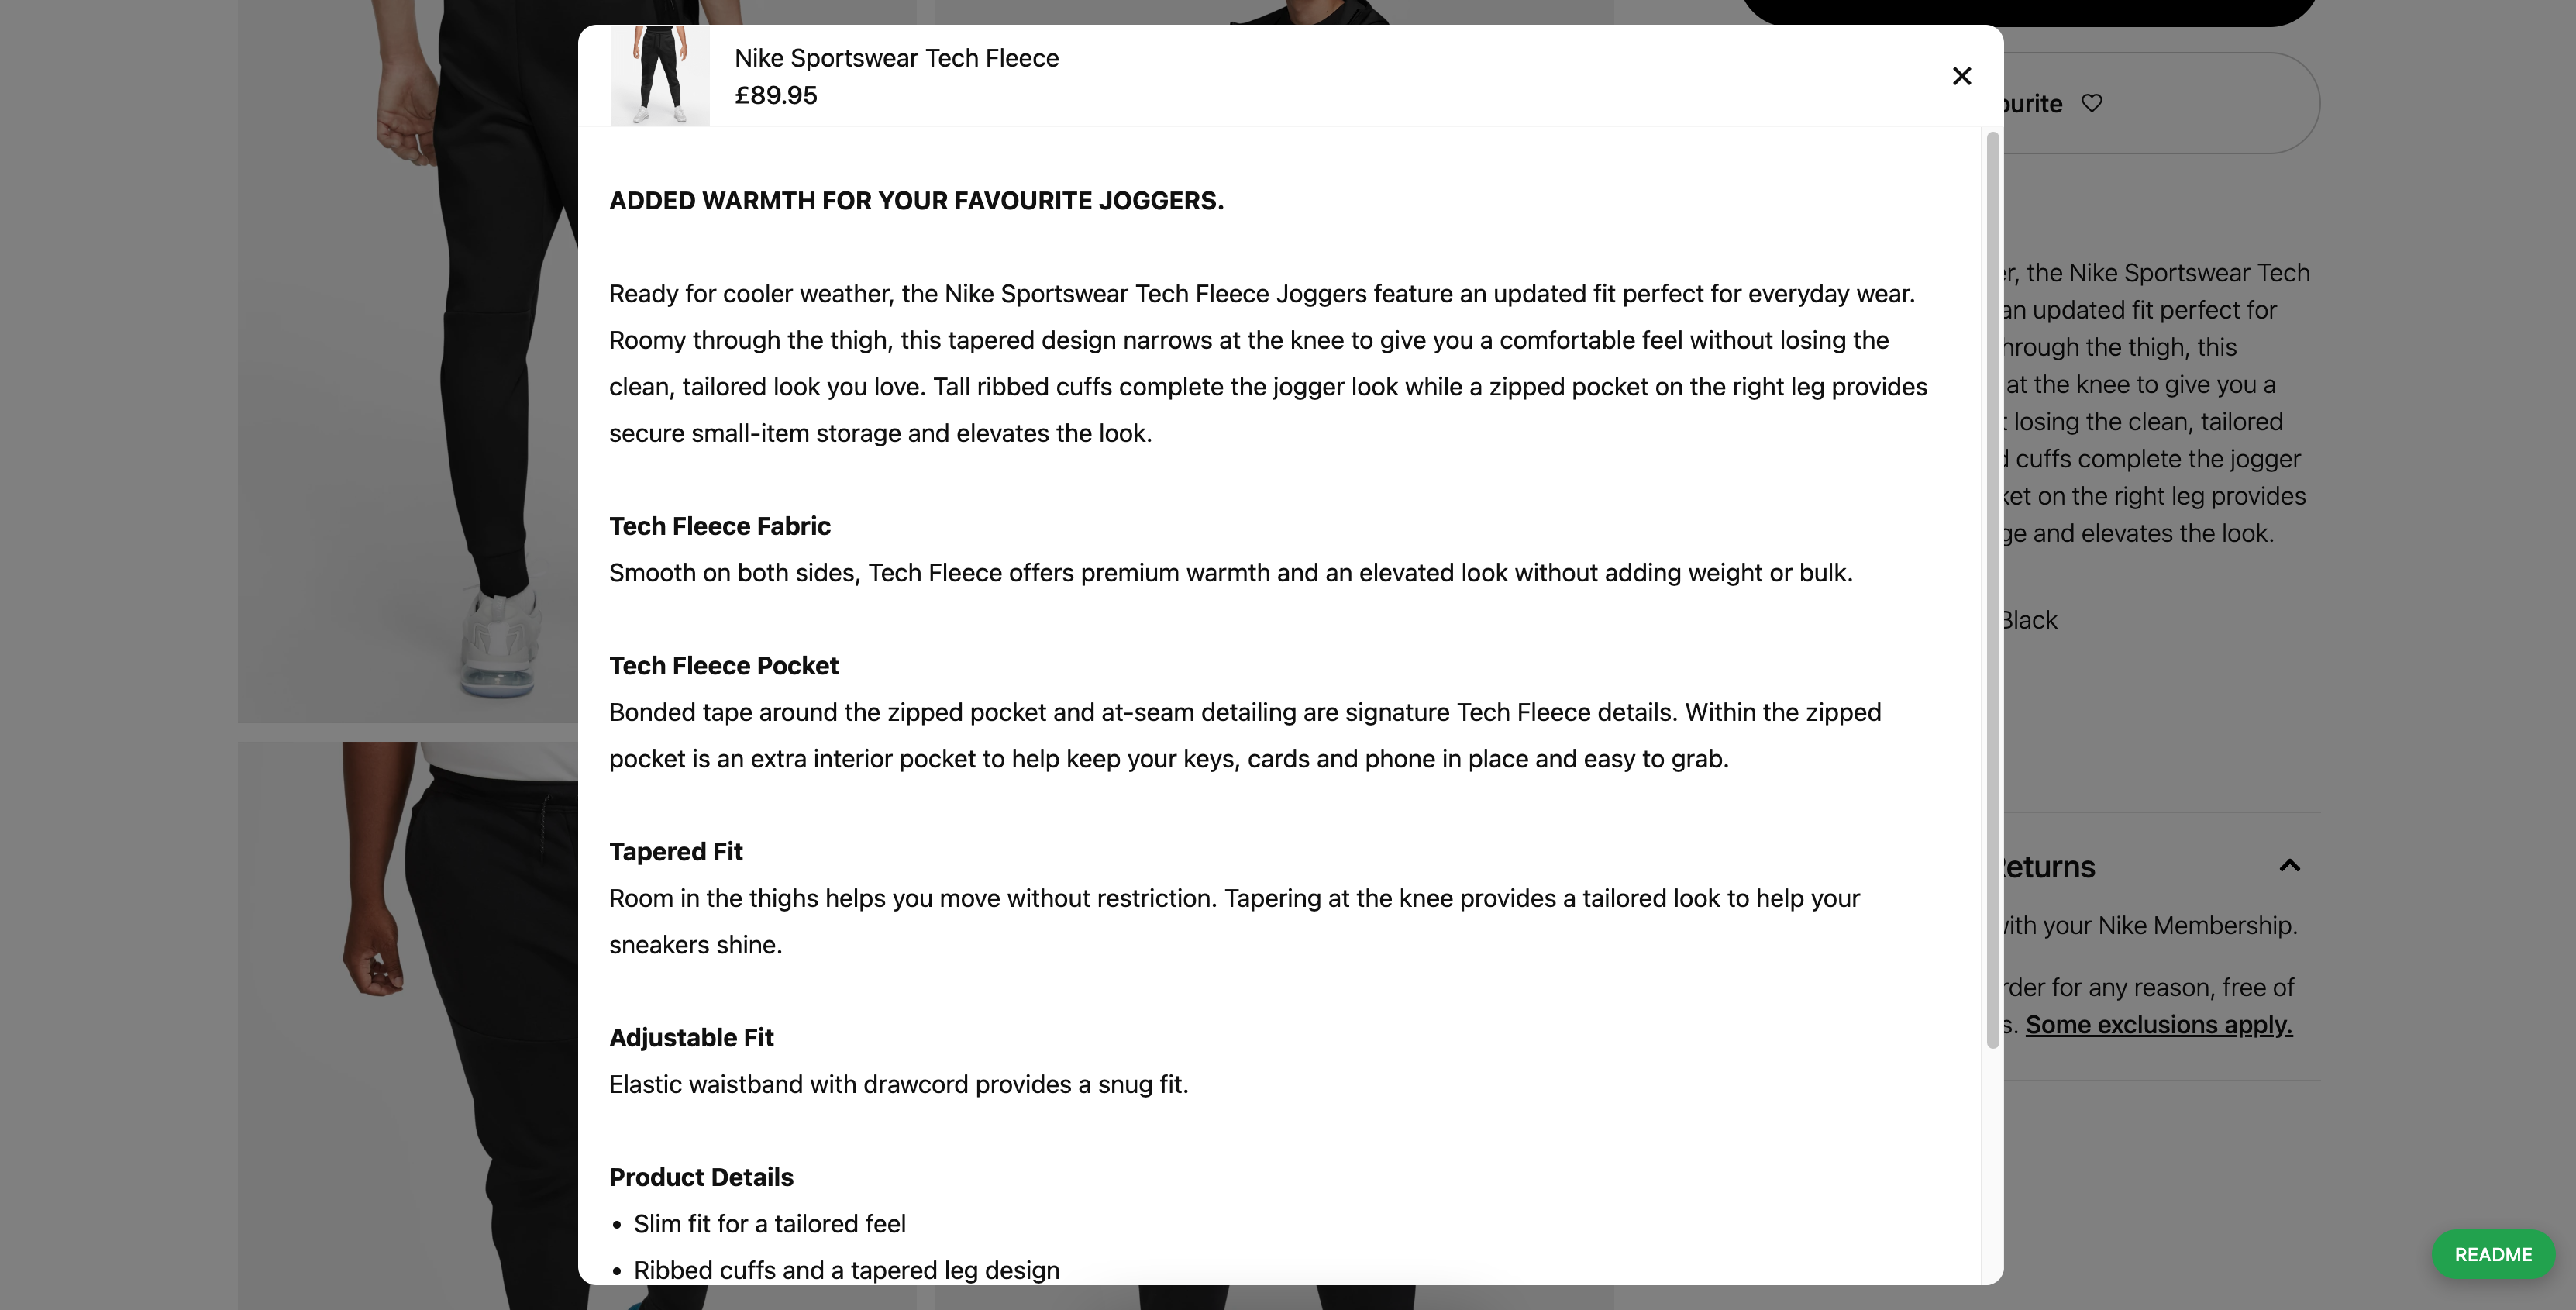 Nike Sportswear Tech Fleece
£89.95
ADDED WARMTH FOR YOUR FAVOURITE JOGGERS.
Ready for cooler weather, the Nike Sportswear Tech Fleece Joggers feature an updated fit perfect for everyday wear.
Roomy through the thigh, this tapered design narrows at the knee to give you a comfortable feel without losing the
clean, tailored look you love. Tall ribbed cuffs complete the jogger look while a zipped pocket on the right leg provides
secure small-item storage and elevates the look.
Tech Fleece Fabric
Smooth on both sides, Tech Fleece offers premium warmth and an elevated look without adding weight or bulk.
Tech Fleece Pocket
Bonded tape around the zipped pocket and at-seam detailing are signature Tech Fleece details. Within the zipped
pocket is an extra interior pocket to help keep your keys, cards and phone in place and easy to grab.
Tapered Fit
Room in the thighs helps you move without restriction. Tapering at the knee provides a tailored look to help your
sneakers shine.
Adjustable Fit
Elastic waistband with drawcord provides a snug fit.
Product Details
• Slim fit for a tailored feel
• Ribbed cuffs and a tapered leg design
the Nike Sportswear Tech
an updated fit perfect for
through the thigh, this
at the knee to give you a
losing the clean, tailored
cuffs complete the jogger
on the right leg provides
and elevates the look.
Black
with your Nike Membership.
for any reason, free of
Some exclusions apply.
README